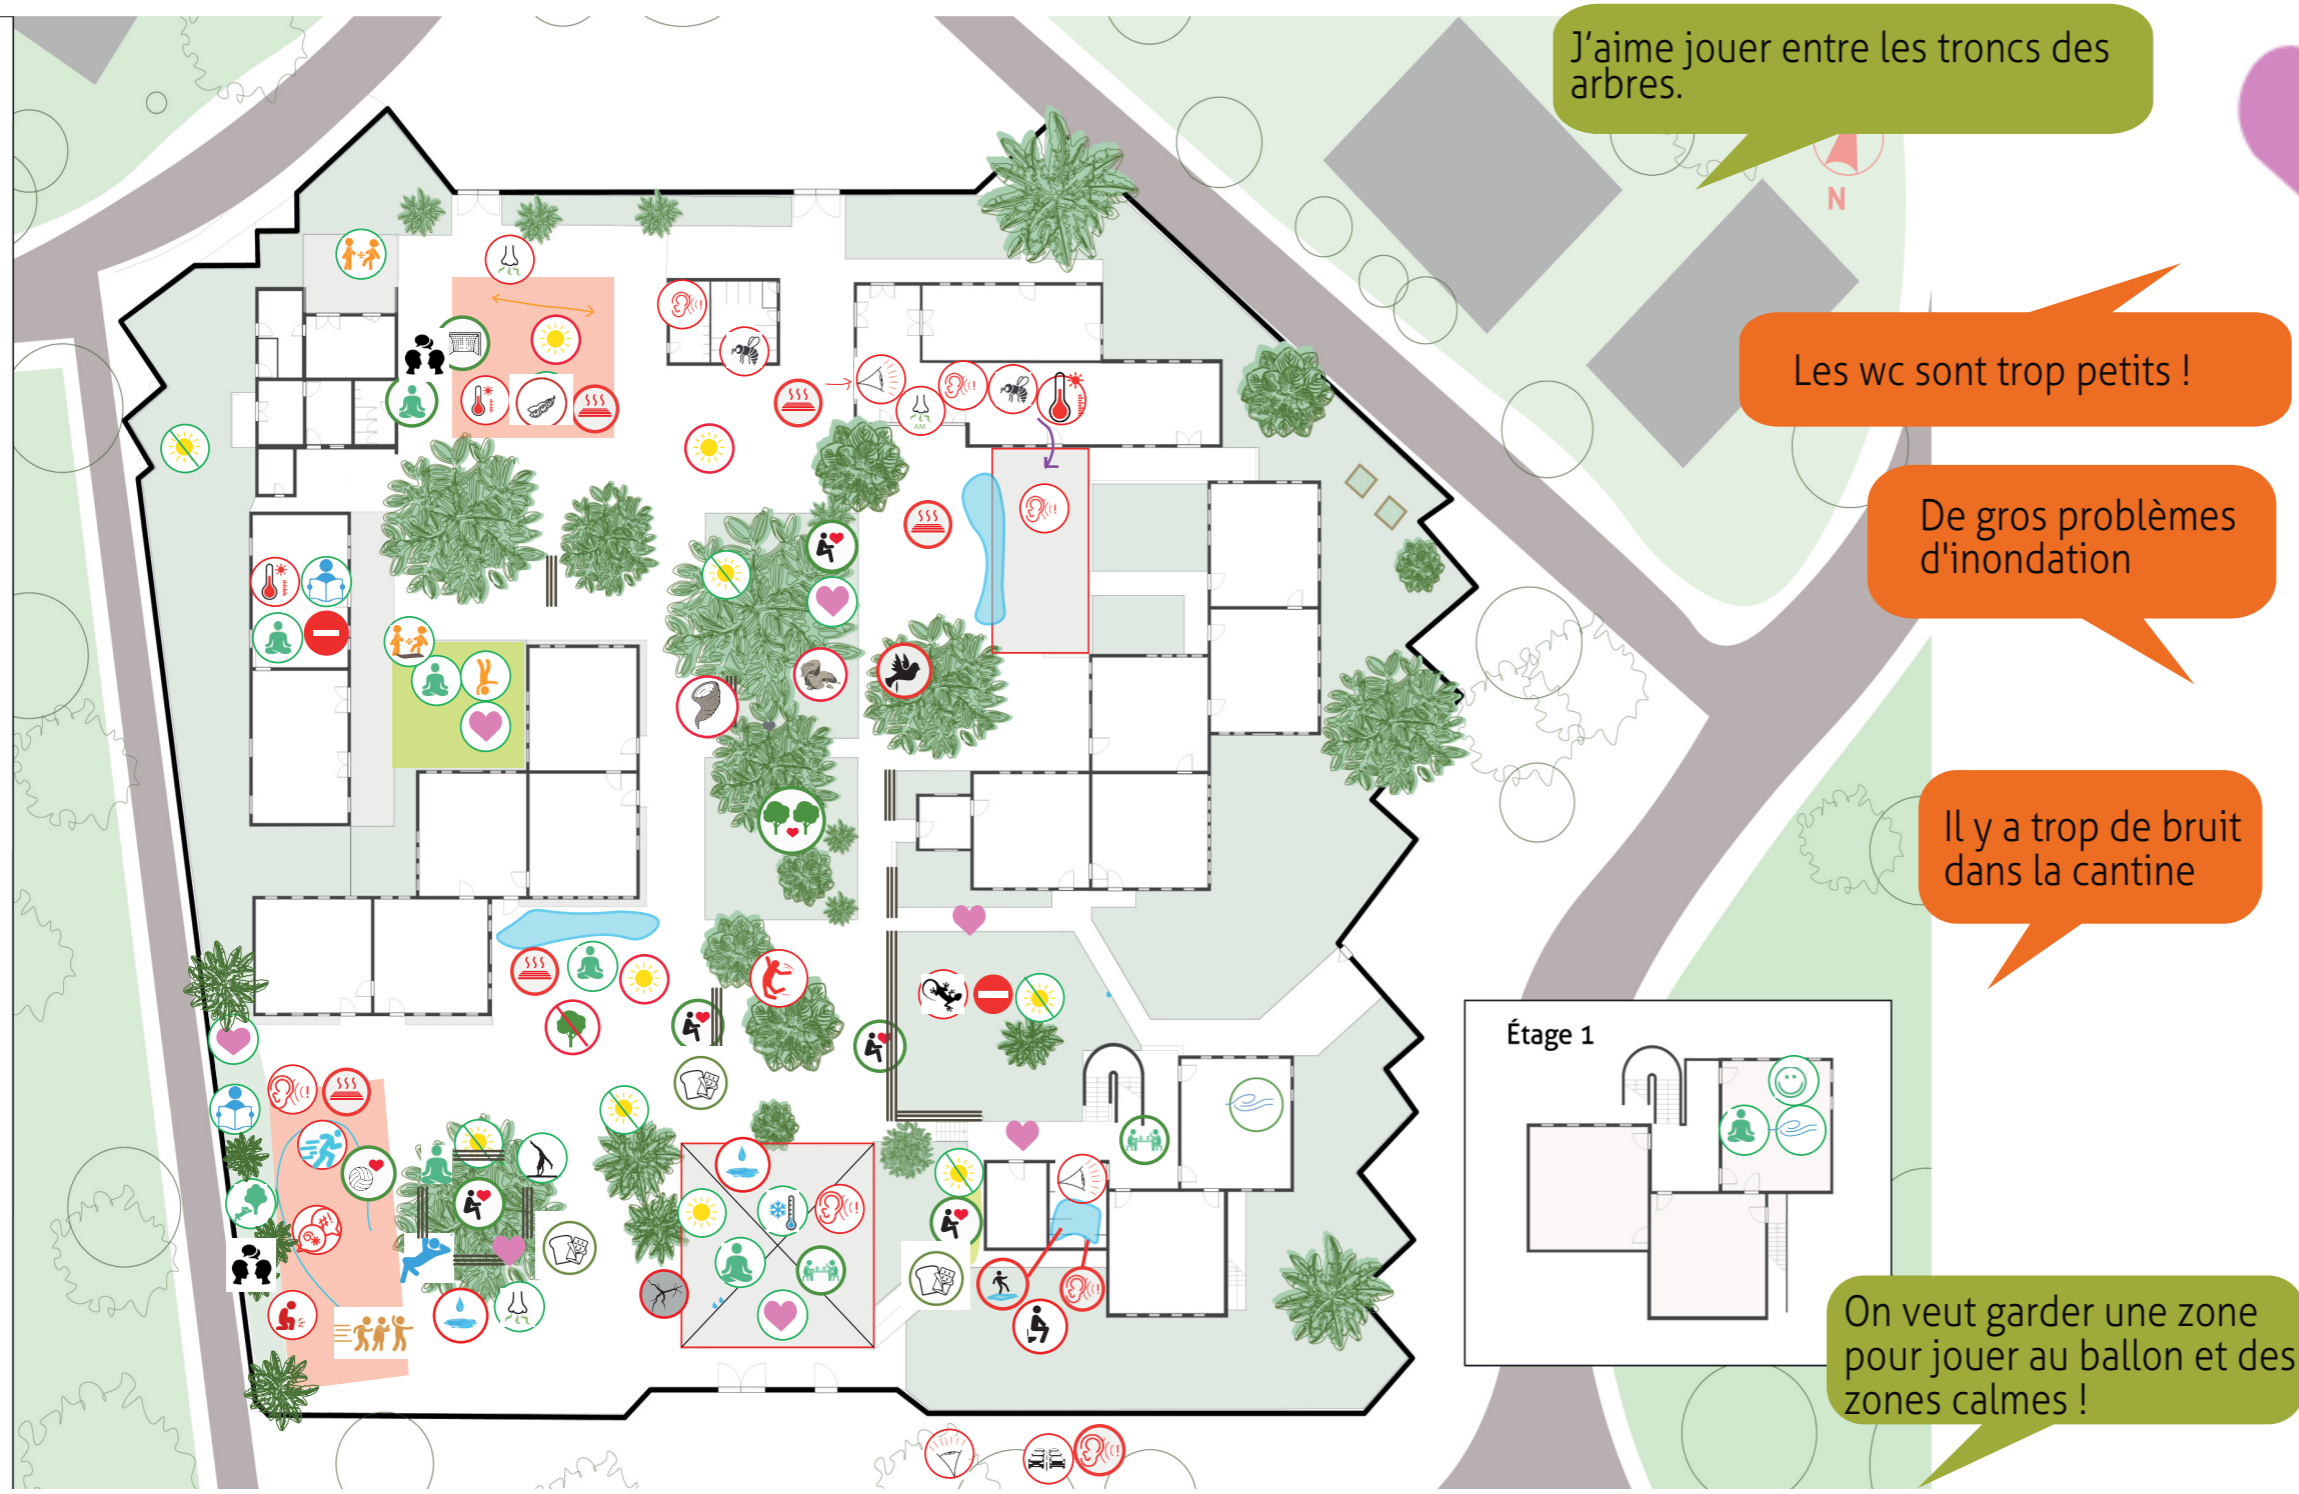 J'aime jouer entre les troncs des
arbres.
N
Les wc sont trop petits !
De gros problèmes
d'inondation
AM
Il y a trop de bruit
dans la cantine
Étage 1
On veut garder une zone
pour jouer au ballon et des
zones calmes !